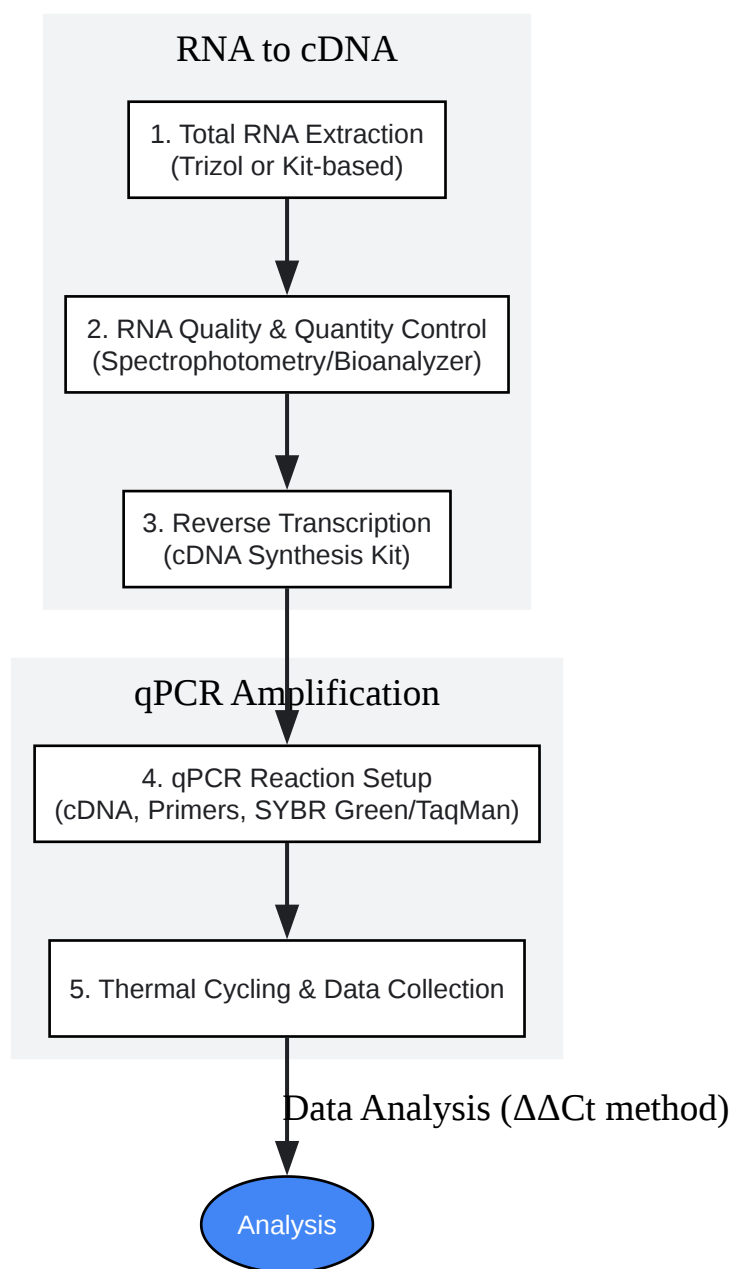 RNA to cDNA
1. Total RNA Extraction
(Trizol or Kit-based)
2. RNA Quality & Quantity Control
(Spectrophotometry/Bioanalyzer)
3. Reverse Transcription
(cDNA Synthesis Kit)
qPCR Amplification
4. qPCR Reaction Setup
(cDNA, Primers, SYBR Green/TaqMan)
5. Thermal Cycling & Data Collection
Data Analysis (ΔΔCt method)
Analysis